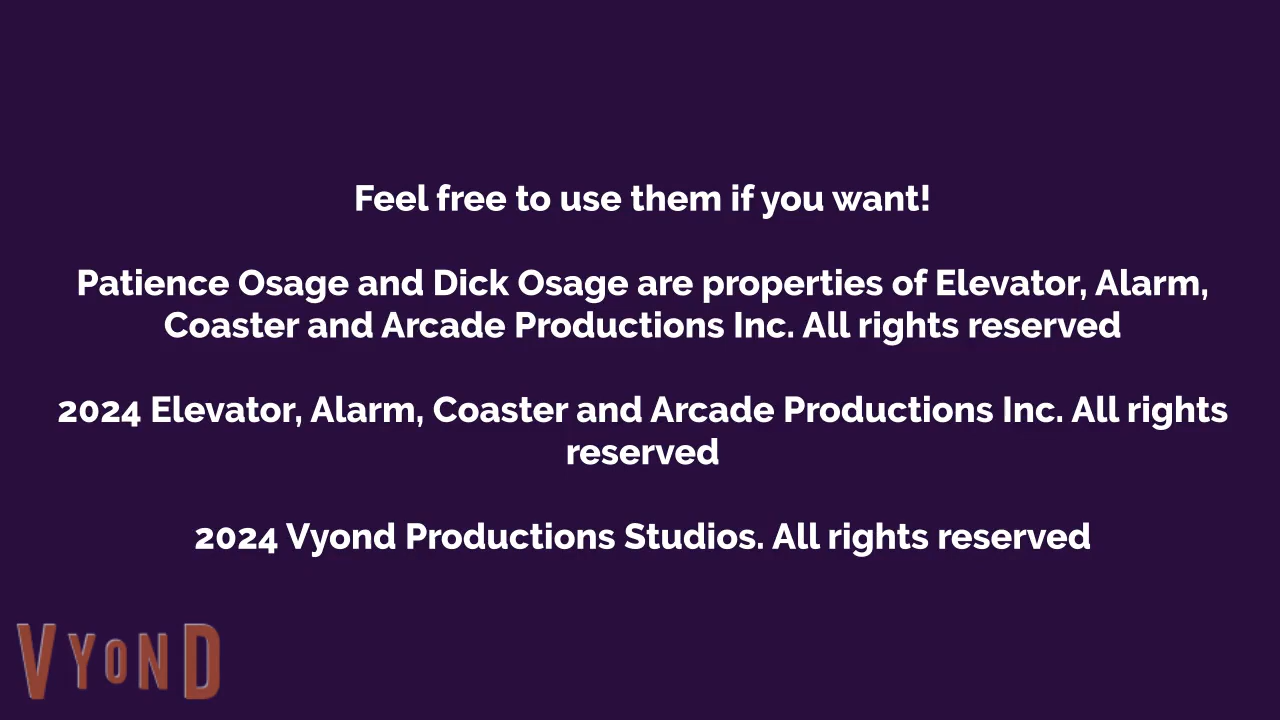 Feel free to use them if you want!
Patience Osage and Dick Osage are properties of Elevator, Alarm,
Coaster and Arcade Productions Inc. All rights reserved
2024 Elevator, Alarm, Coaster and Arcade Productions Inc. All rights
reserved
2024 Vyond Productions Studios. All rights reserved
VYOND